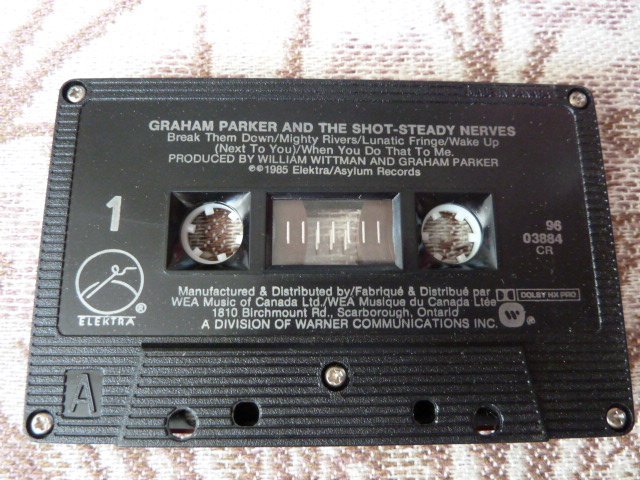 GRAHAM PARKER AND THE SHOT-STEADY NERVES
Break Them Down/Mighty Rivers/Lunatic Fringe/Wake Up
(Next To You)/When You Do That To Me.
PRODUCED BY WILLIAM WITTMAN AND GRAHAM PARKER
℗©1985 Elektra/Asylum Records
1
96
03884
CR
ELEKTRA ®
Manufactured & Distributed by/Fabriqué & Distribué par
WEA Music of Canada Ltd./WEA Musique du Canada Ltée
1810 Birchmount Rd., Scarborough, Ontario
A DIVISION OF WARNER COMMUNICATIONS INC.
DOLBY HX PRO
A